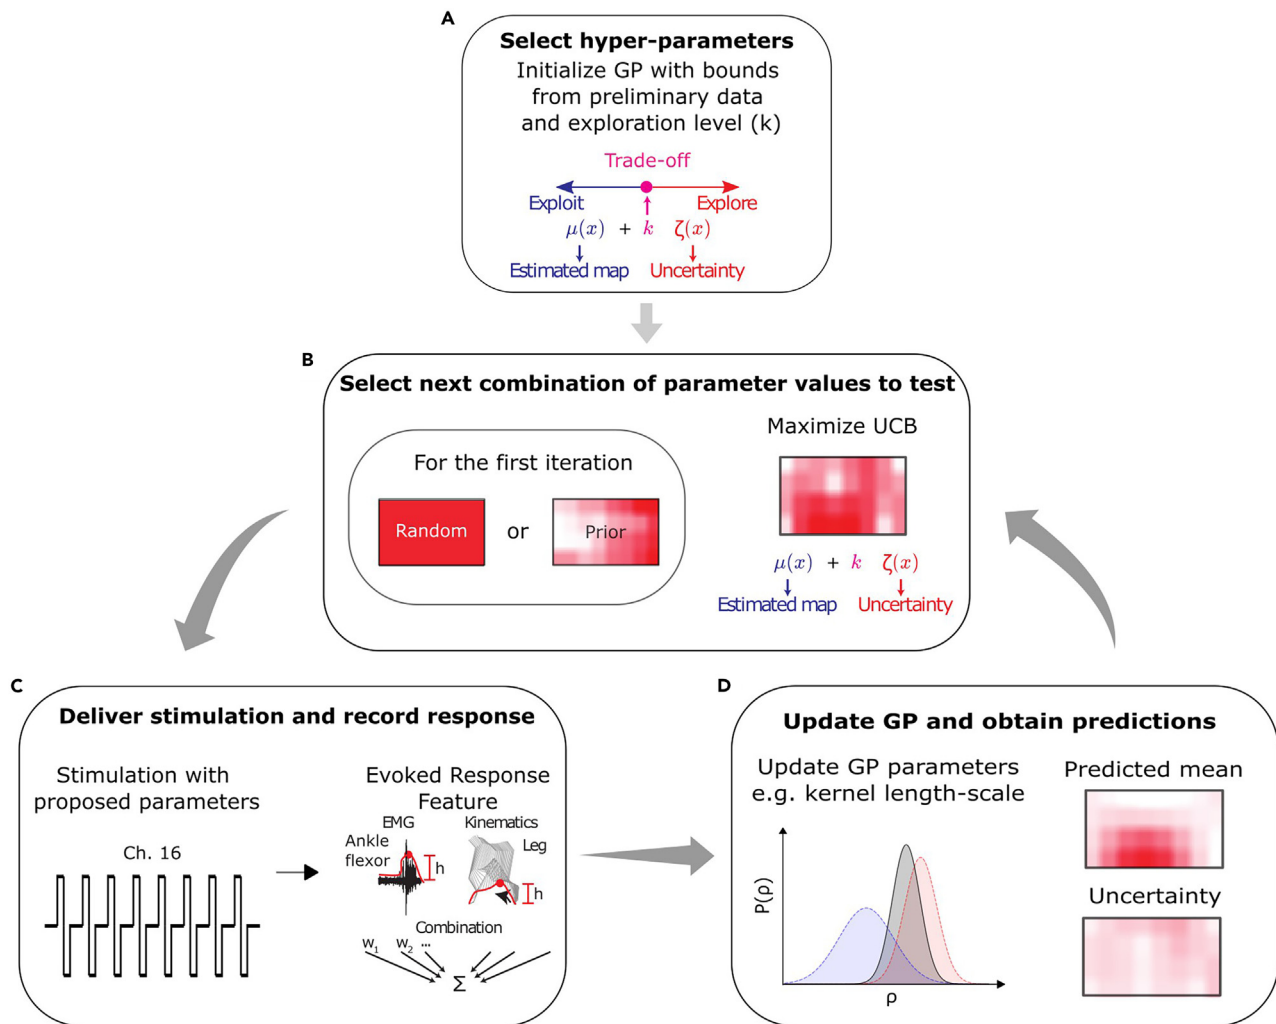 A
Select hyper-parameters
Initialize GP with bounds
from preliminary data
and exploration level (k)
Trade-off
Exploit
Explore
μ(x) + k ζ(x)
Estimated map
Uncertainty
B
Select next combination of parameter values to test
For the first iteration
Random
or
Prior
Maximize UCB
μ(x) + k ζ(x)
Estimated map
Uncertainty
C
Deliver stimulation and record response
Stimulation with
proposed parameters
Ch. 16
Evoked Response
Feature
EMG
Kinematics
Ankle
flexor
h
Leg
h
Combination
w1 w2 ...
Σ
D
Update GP and obtain predictions
Update GP parameters
e.g. kernel length-scale
P(ρ)
ρ
Predicted mean
Uncertainty